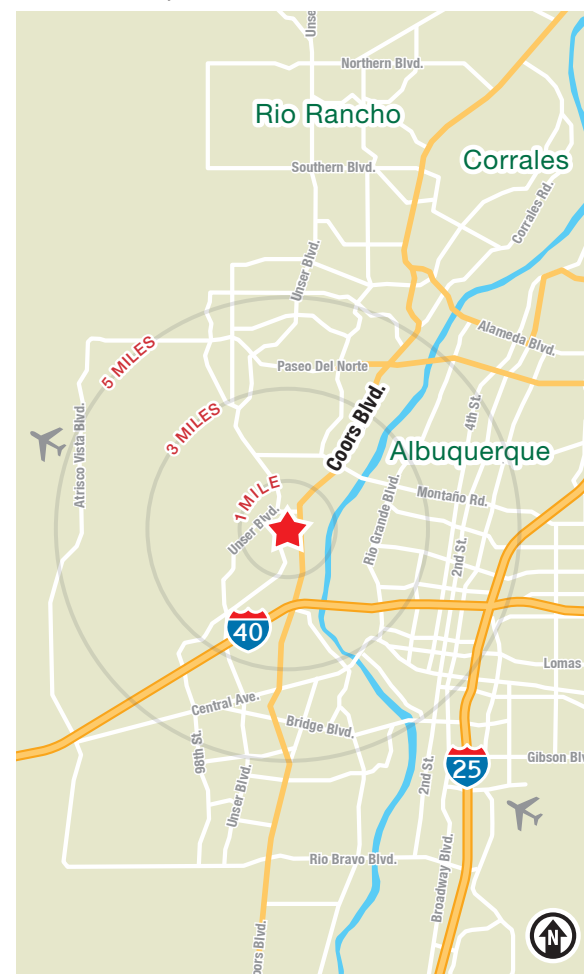 Unse
Northern Blvd.
Rio Rancho
Corrales
Southern Blvd.
Corrales Rd.
Unser Blvd.
Alameda Blvd.
5 MILES
Paseo Del Norte
3 MILES
Coors Blvd.
4th St.
Atrisco Vista Blvd.
Albuquerque
1 MILE
Montaño Rd.
Unser Blvd.
Rio Grande Blvd.
2nd St.
40
Lomas
Central Ave.
Bridge Blvd.
98th St.
Gibson Blv
25
2nd St.
Unser Blvd.
Rio Bravo Blvd.
Broadway Blvd.
oors Blvd.
N